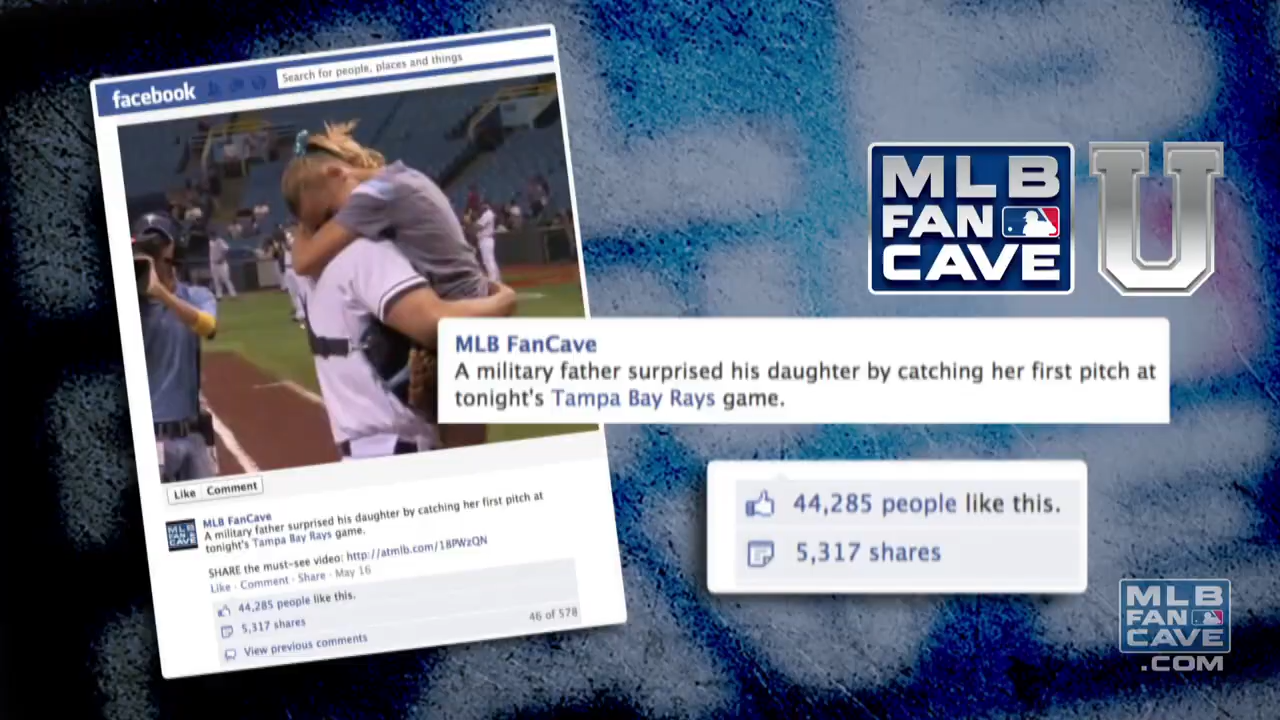 facebook
Search for people, places and things
MLB
FAN
CAVE
U
MLB FanCave
A military father surprised his daughter by catching her first pitch at
tonight's Tampa Bay Rays game.
44,285 people like this.
5,317 shares
Like Comment
MLB
FAN
CAVE
MLB FanCave
A military father surprised his daughter by catching her first pitch at
tonight's Tampa Bay Rays game.
SHARE the must-see video: http://atmlb.com/18PWzQN
Like · Comment · Share · May 16
44,285 people like this.
5,317 shares
46 of 578
View previous comments
MLB
FAN
CAVE
.COM